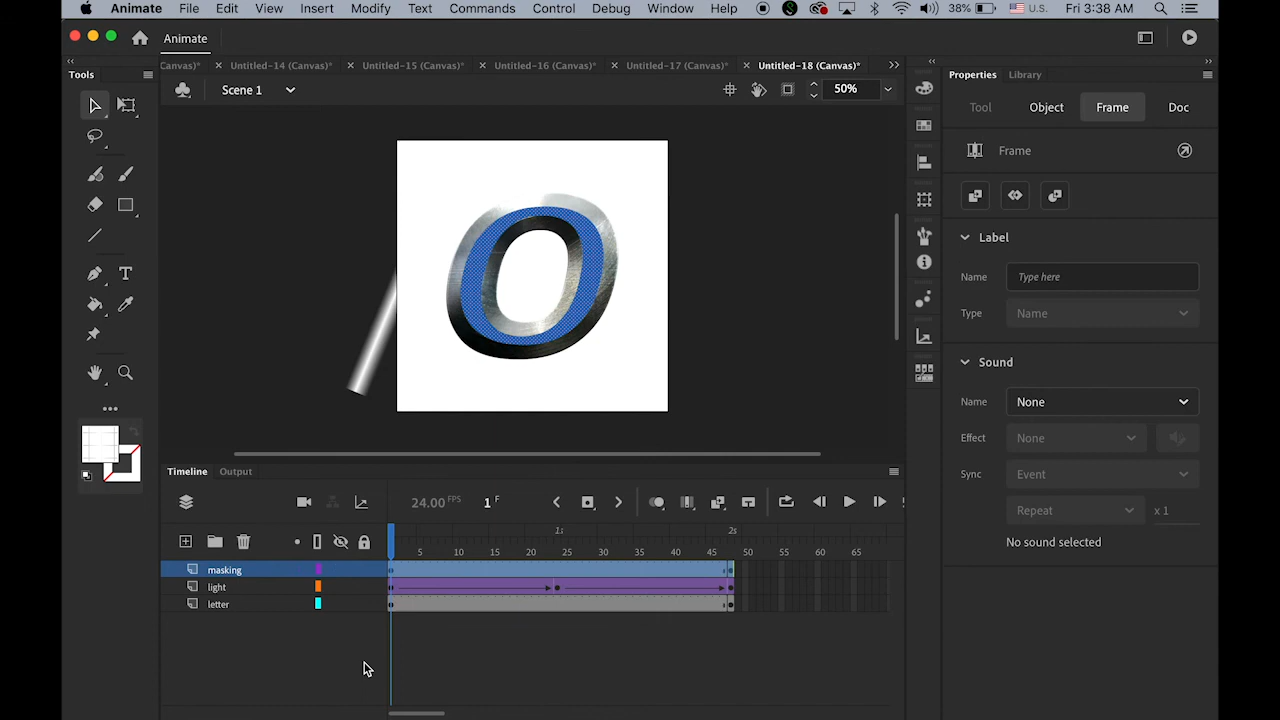 Animate File Edit View Insert Modify Text Commands Control Debug Window Help 38% U.S. Fri 3:38 AM
Animate
Tools
Canvas)* × Untitled-14 (Canvas)* × Untitled-15 (Canvas)* × Untitled-16 (Canvas)* × Untitled-17 (Canvas)* × Untitled-18 (Canvas)*
Properties Library
Scene 1 50%
Tool Object Frame Doc
Frame
Label
Name Type here
Type Name
Sound
Name None
Effect None
Sync Event
Repeat x 1
No sound selected
O
Timeline Output
24.00 FPS 1 F
1s 2s
5 10 15 20 25 30 35 40 45 50 55 60 65
masking
light
letter